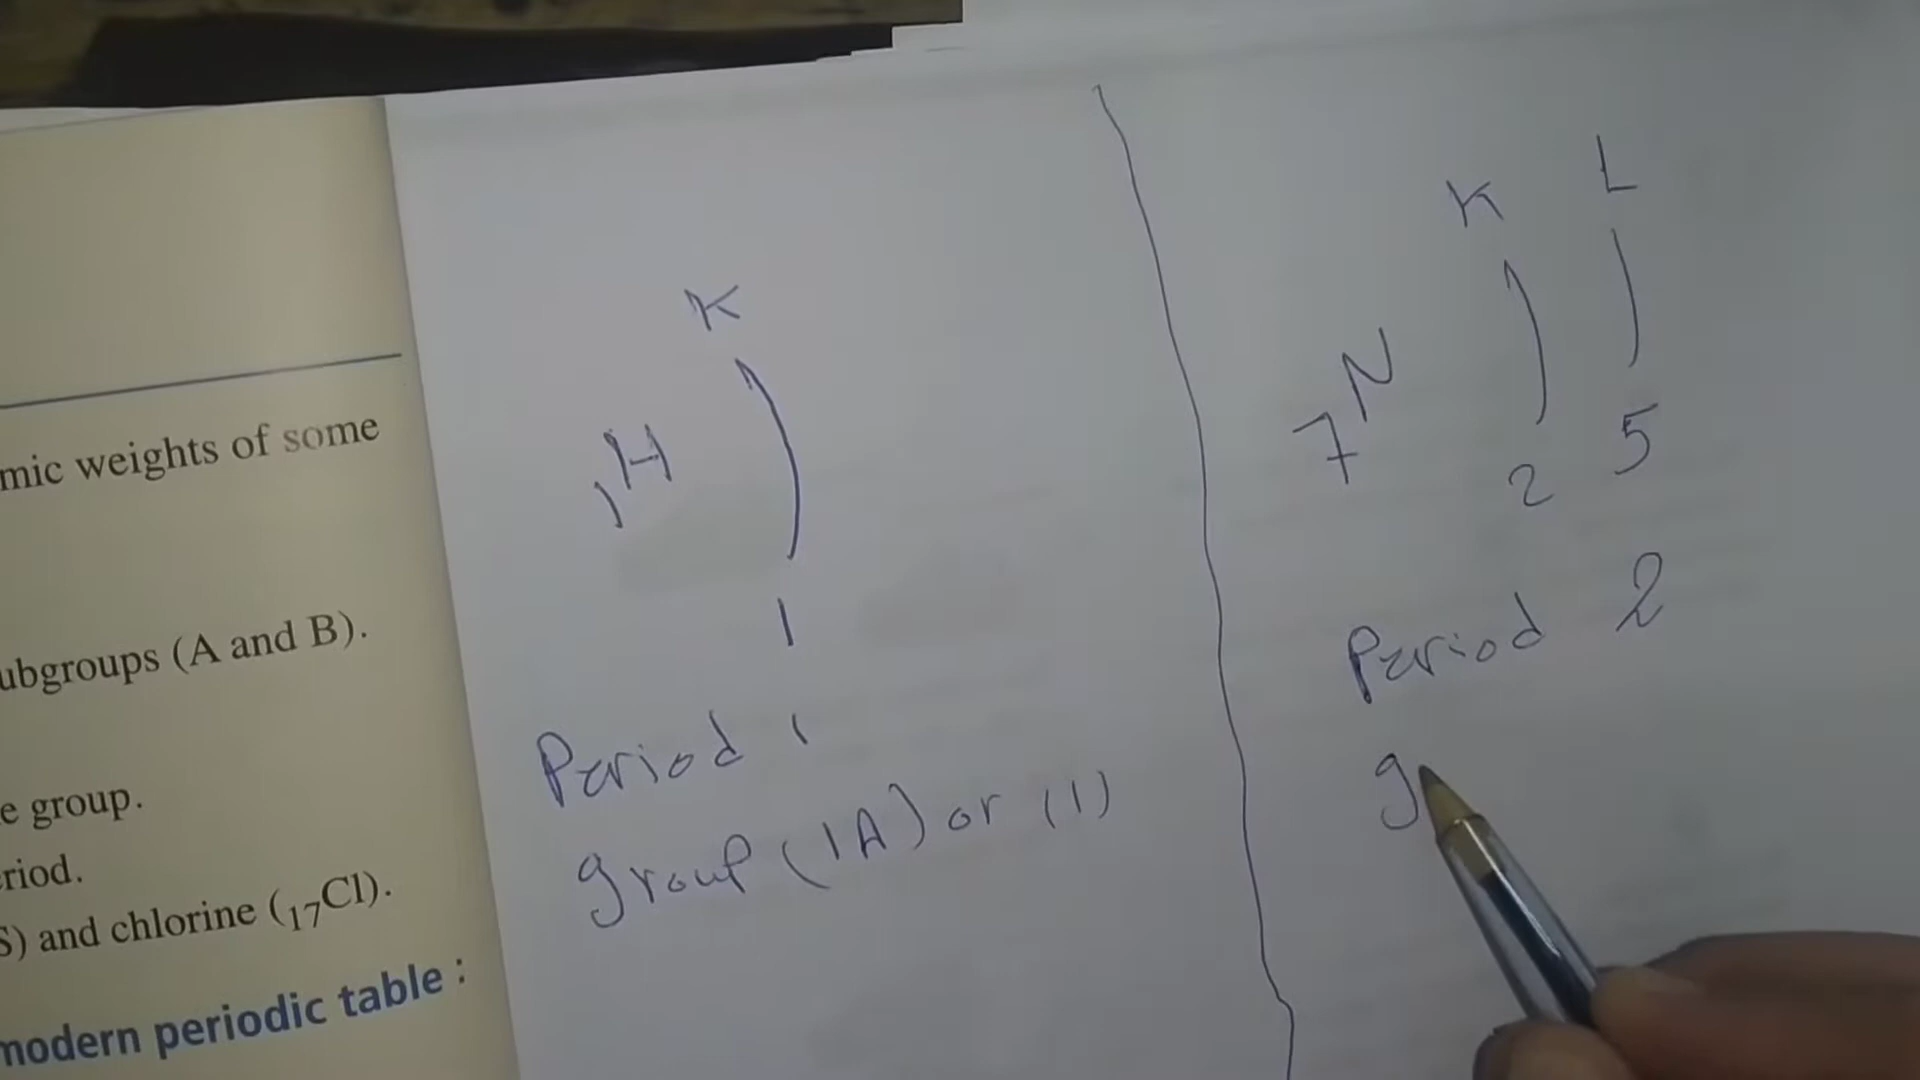 mic weights of some
ubgroups (A and B).
e group.
riod.
S) and chlorine (₁₇Cl).
modern periodic table :
K
₁H
1
Period 1
group (1A) or (1)
K L
₇N
2 5
Period 2
g